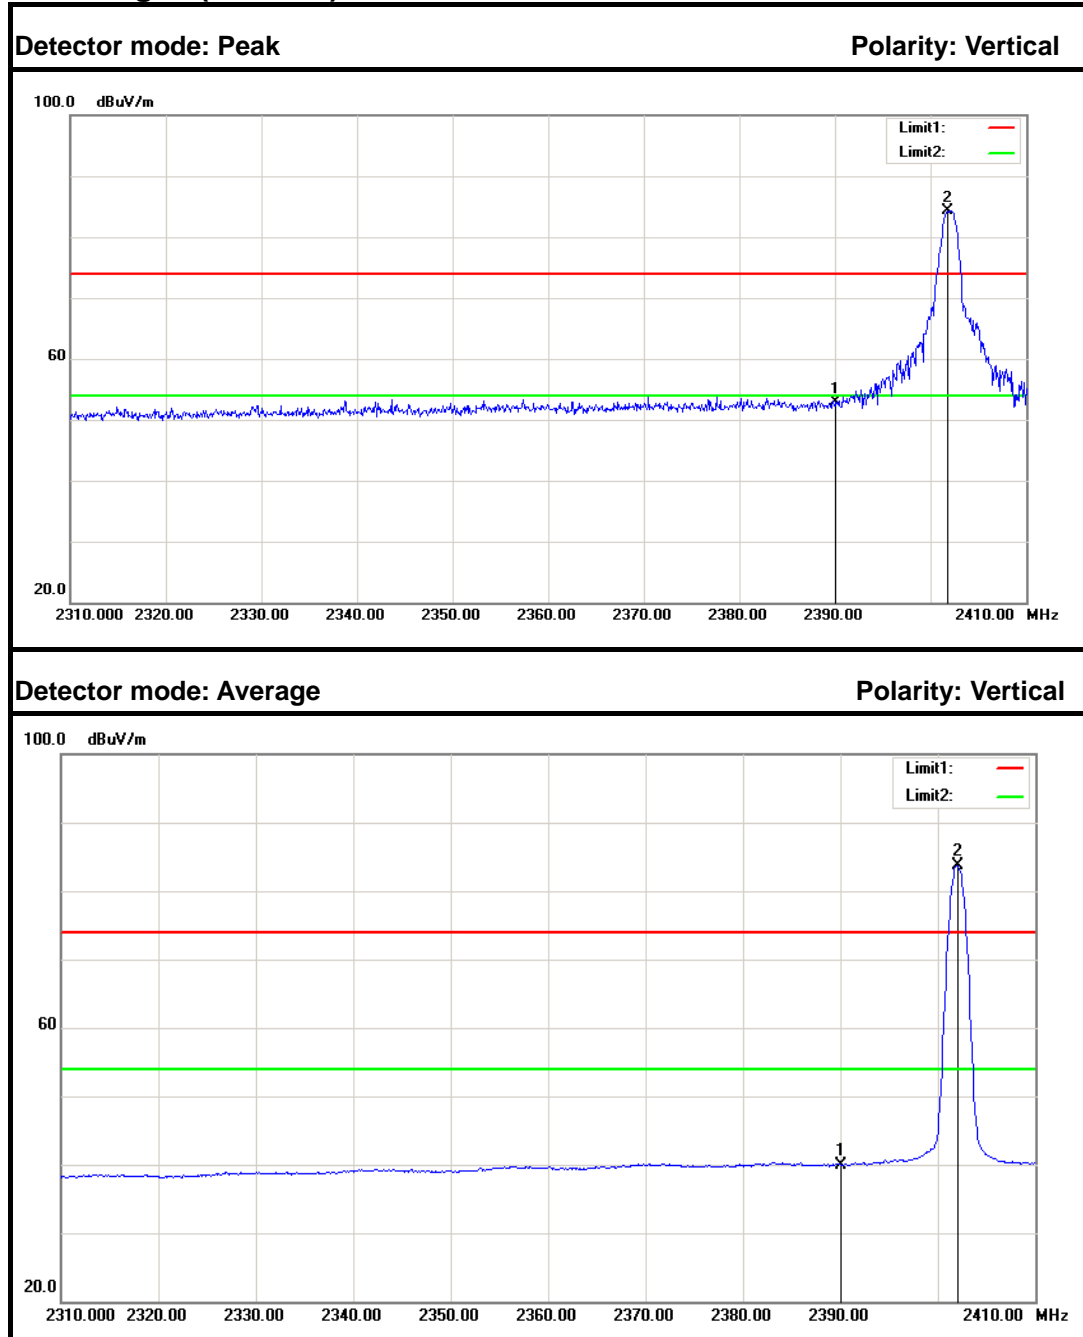 Detector mode: Peak Polarity: Vertical
100.0 dBuV/m
Limit1:
Limit2:
2
60
1
20.0
2310.000 2320.00 2330.00 2340.00 2350.00 2360.00 2370.00 2380.00 2390.00 2410.00 MHz
Detector mode: Average Polarity: Vertical
100.0 dBuV/m
Limit1:
Limit2:
2
60
1
20.0
2310.000 2320.00 2330.00 2340.00 2350.00 2360.00 2370.00 2380.00 2390.00 2410.00 MHz